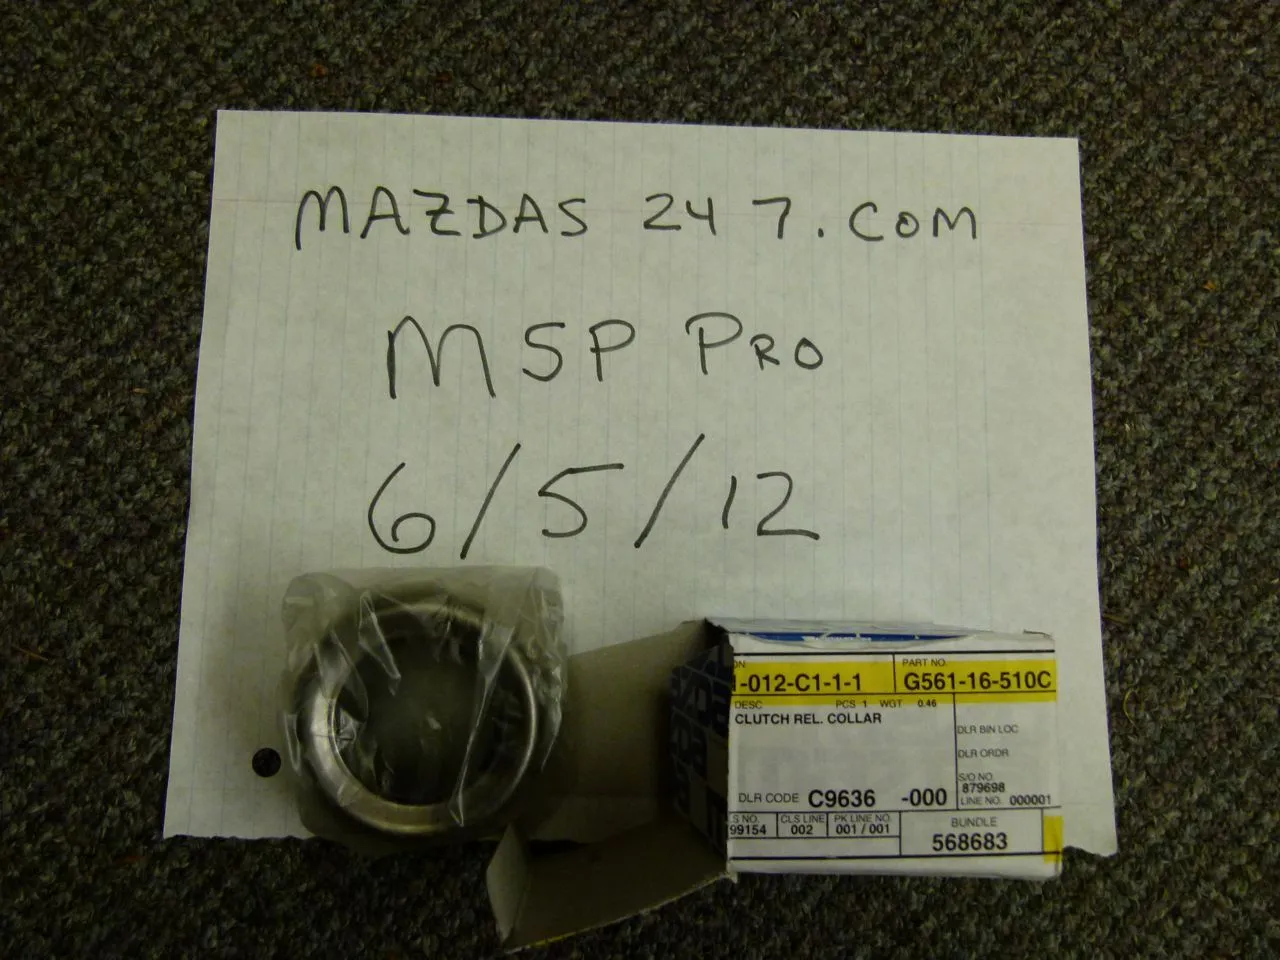 MAZDAS 247.COM
MSP PRO
6/5/12
PART NO.
1-012-C1-1-1 G561-16-510C
DESC PCS 1 WGT 0.46
CLUTCH REL. COLLAR
DLR BIN LOC
DLR ORDR
S/O NO.
879698
DLR CODE C9636 -000 LINE NO. 000001
S NO. CLS LINE PK LINE NO. BUNDLE
99154 002 001 / 001 568683